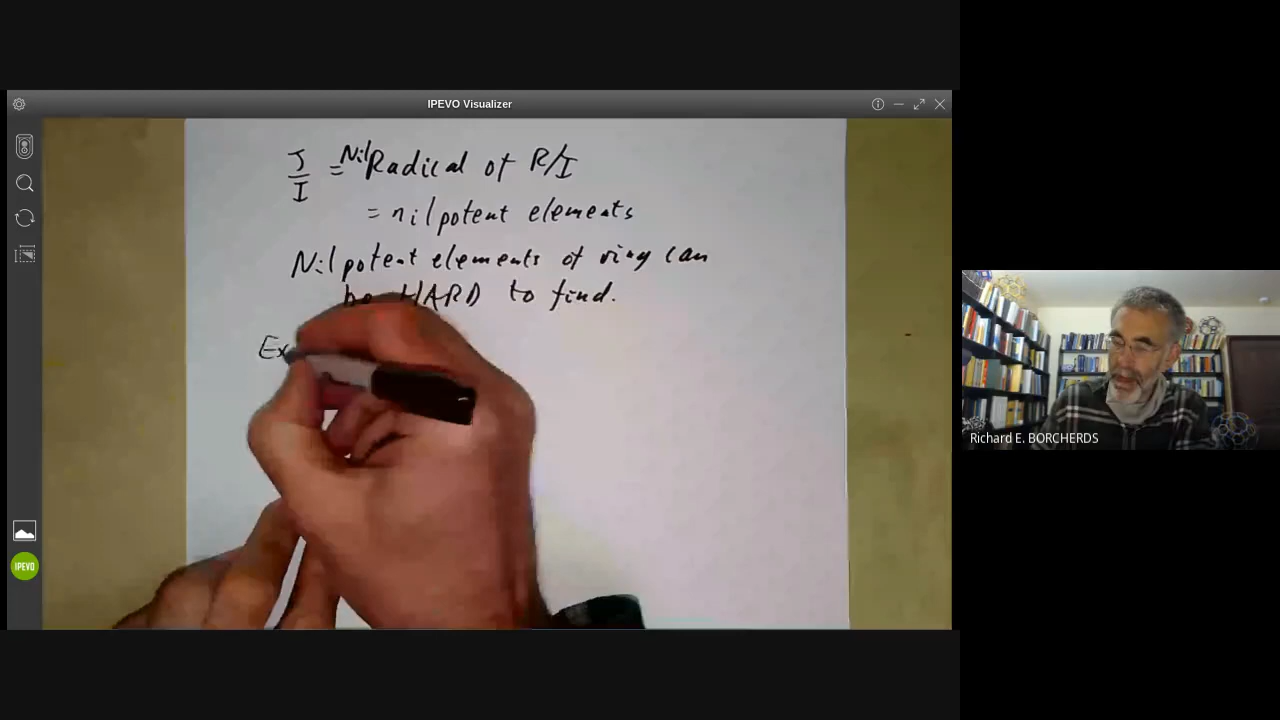 IPEVO Visualizer
J/I = Nil Radical of R/I
= nilpotent elements
Nilpotent elements of ring can
be HARD to find.
Ex
IPEVO
Richard E. BORCHERDS